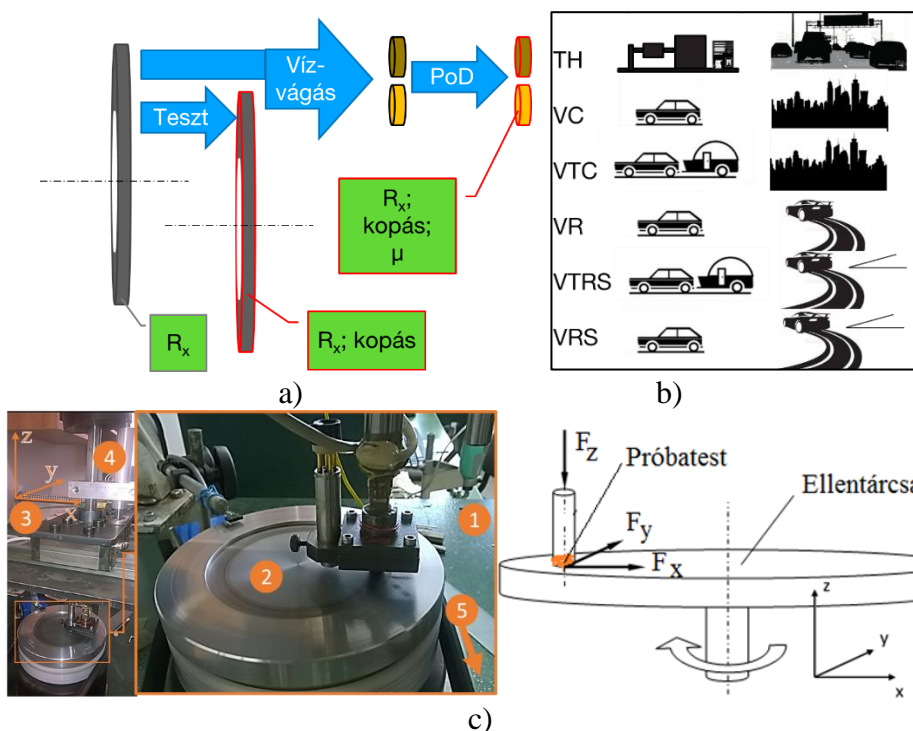 Víz-
vágás
PoD
Teszt
Rx;
kopás;
μ
Rx
Rx; kopás
a)
TH
VC
VTC
VR
VTRS
VRS
b)
z
y
x
3
4
1
2
5
Fz
Próbatest
Ellentárcsa
Fy
Fx
z
y
x
c)